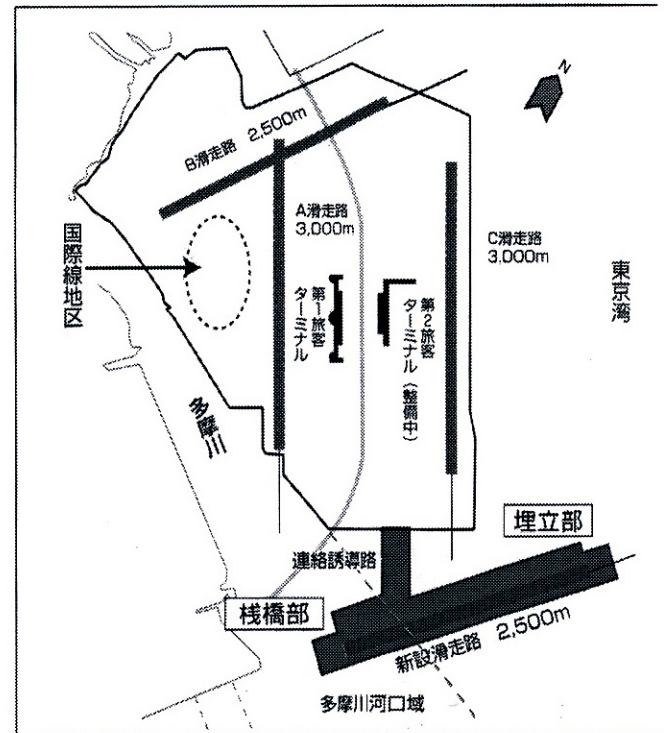 N
B滑走路 2,500m
A滑走路
3,000m
C滑走路
3,000m
国際線地区
第1旅客
ターミナル
第2旅客
ターミナル(整備中)
東京湾
多摩川
埋立部
連絡誘導路
桟橋部
新設滑走路 2,500m
多摩川河口域